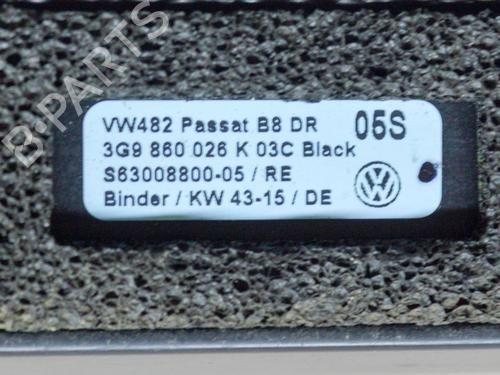 B-PARTS
VW482 Passat B8 DR 05S
3G9 860 026 K 03C Black
S63008800-05 / RE
Binder / KW 43-15 / DE